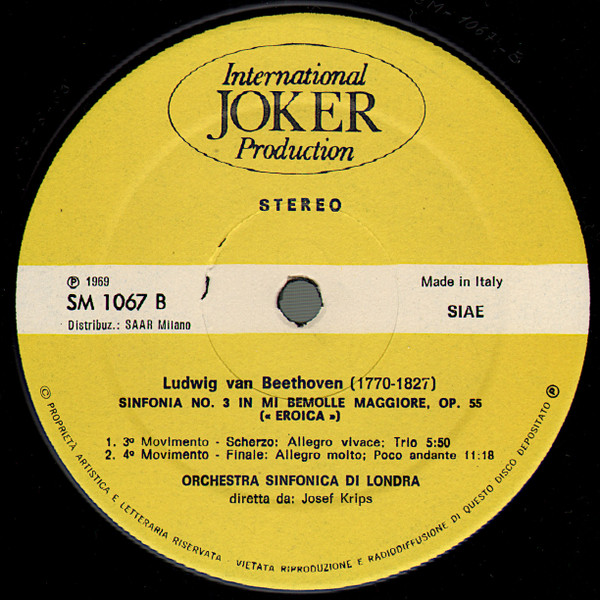 International
JOKER
Production
STEREO
℗ 1969
SM 1067 B
Distribuz.: SAAR Milano
Made in Italy
SIAE
Ludwig van Beethoven (1770-1827)
SINFONIA NO. 3 IN MI BEMOLLE MAGGIORE, OP. 55
(« EROICA »)
1. 3º Movimento - Scherzo: Allegro vivace; Trio 5:50
2. 4º Movimento - Finale: Allegro molto; Poco andante 11:18
ORCHESTRA SINFONICA DI LONDRA
diretta da: Josef Krips
© PROPRIETÀ ARTISTICA E LETTERARIA RISERVATA - VIETATA RIPRODUZIONE E RADIODIFFUSIONE DI QUESTO DISCO DEPOSITATO ℗